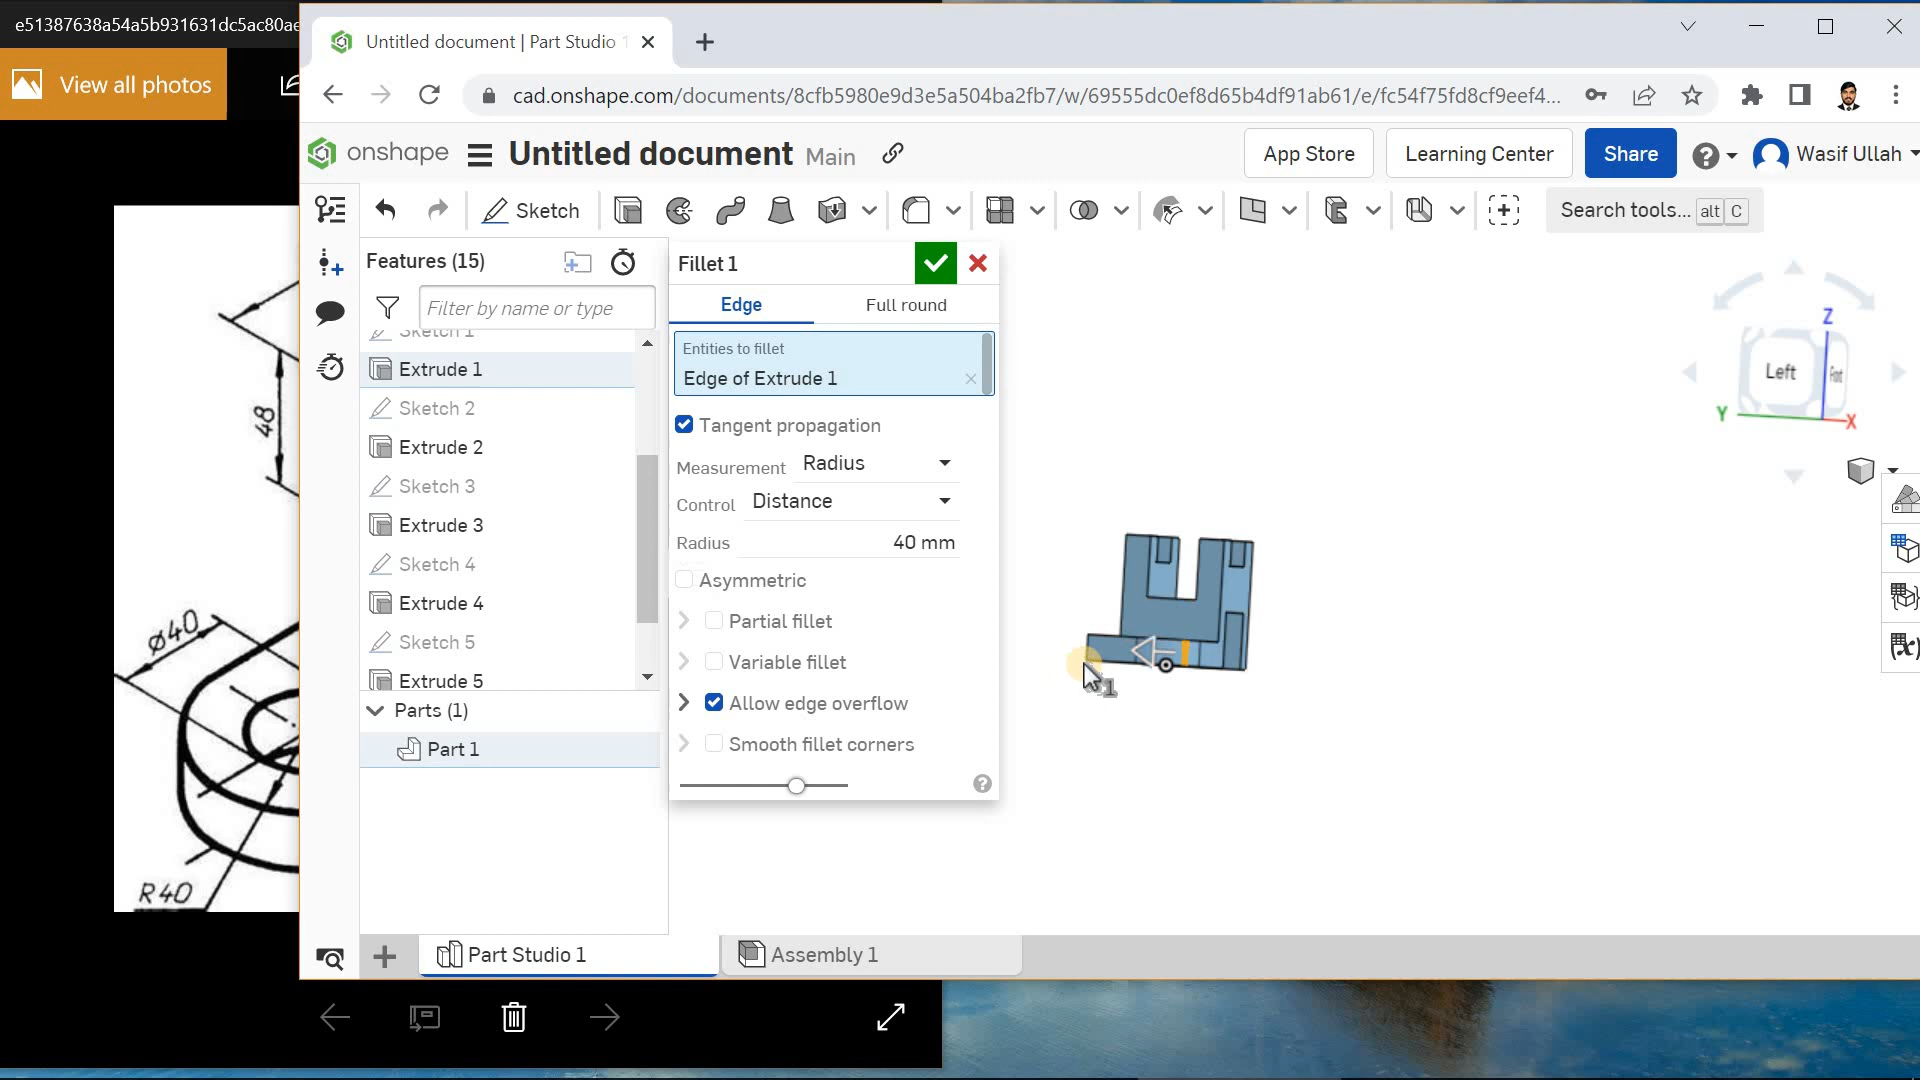 e51387638a54a5b931631dc5ac80ae
View all photos
Untitled document | Part Studio 1
cad.onshape.com/documents/8cfb5980e9d3e5a504ba2fb7/w/69555dc0ef8d65b4df91ab61/e/fc54f75fd8cf9eef4...
onshape
Untitled document Main
App Store
Learning Center
Share
Wasif Ullah
Sketch
Search tools... alt C
Features (15)
Filter by name or type
Sketch 1
Extrude 1
Sketch 2
Extrude 2
Sketch 3
Extrude 3
Sketch 4
Extrude 4
Sketch 5
Extrude 5
Parts (1)
Part 1
Fillet 1
Edge
Full round
Entities to fillet
Edge of Extrude 1
Tangent propagation
Measurement Radius
Control Distance
Radius 40 mm
Asymmetric
Partial fillet
Variable fillet
Allow edge overflow
Smooth fillet corners
Z
Left
Y
X
48
ø40
R40
1
Part Studio 1
Assembly 1